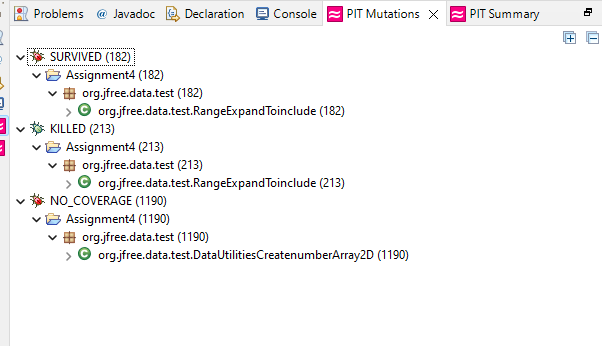 Problems @ Javadoc Declaration Console PIT Mutations PIT Summary
SURVIVED (182)
Assignment4 (182)
org.jfree.data.test (182)
org.jfree.data.test.RangeExpandToinclude (182)
KILLED (213)
Assignment4 (213)
org.jfree.data.test (213)
org.jfree.data.test.RangeExpandToinclude (213)
NO_COVERAGE (1190)
Assignment4 (1190)
org.jfree.data.test (1190)
org.jfree.data.test.DataUtilitiesCreatenumberArray2D (1190)